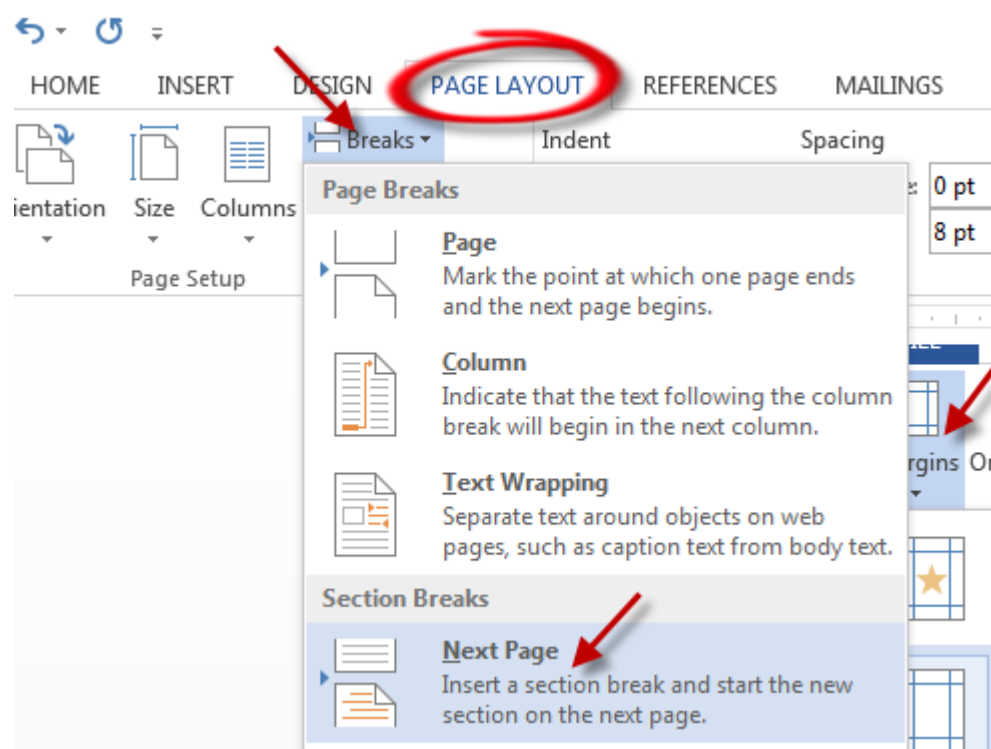 HOME INSERT DESIGN PAGE LAYOUT REFERENCES MAILINGS
Breaks Indent Spacing
ientation Size Columns
Page Setup
0 pt
8 pt
Page Breaks
Page
Mark the point at which one page ends
and the next page begins.
Column
Indicate that the text following the column
break will begin in the next column.
Text Wrapping
Separate text around objects on web
pages, such as caption text from body text.
Section Breaks
Next Page
Insert a section break and start the new
section on the next page.
rgins Or